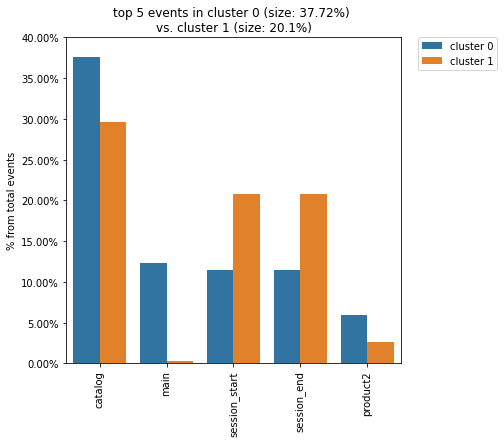 top 5 events in cluster 0 (size: 37.72%)
vs. cluster 1 (size: 20.1%)
cluster 0
cluster 1
% from total events
40.00%
35.00%
30.00%
25.00%
20.00%
15.00%
10.00%
5.00%
0.00%
catalog
main
session_start
session_end
product2